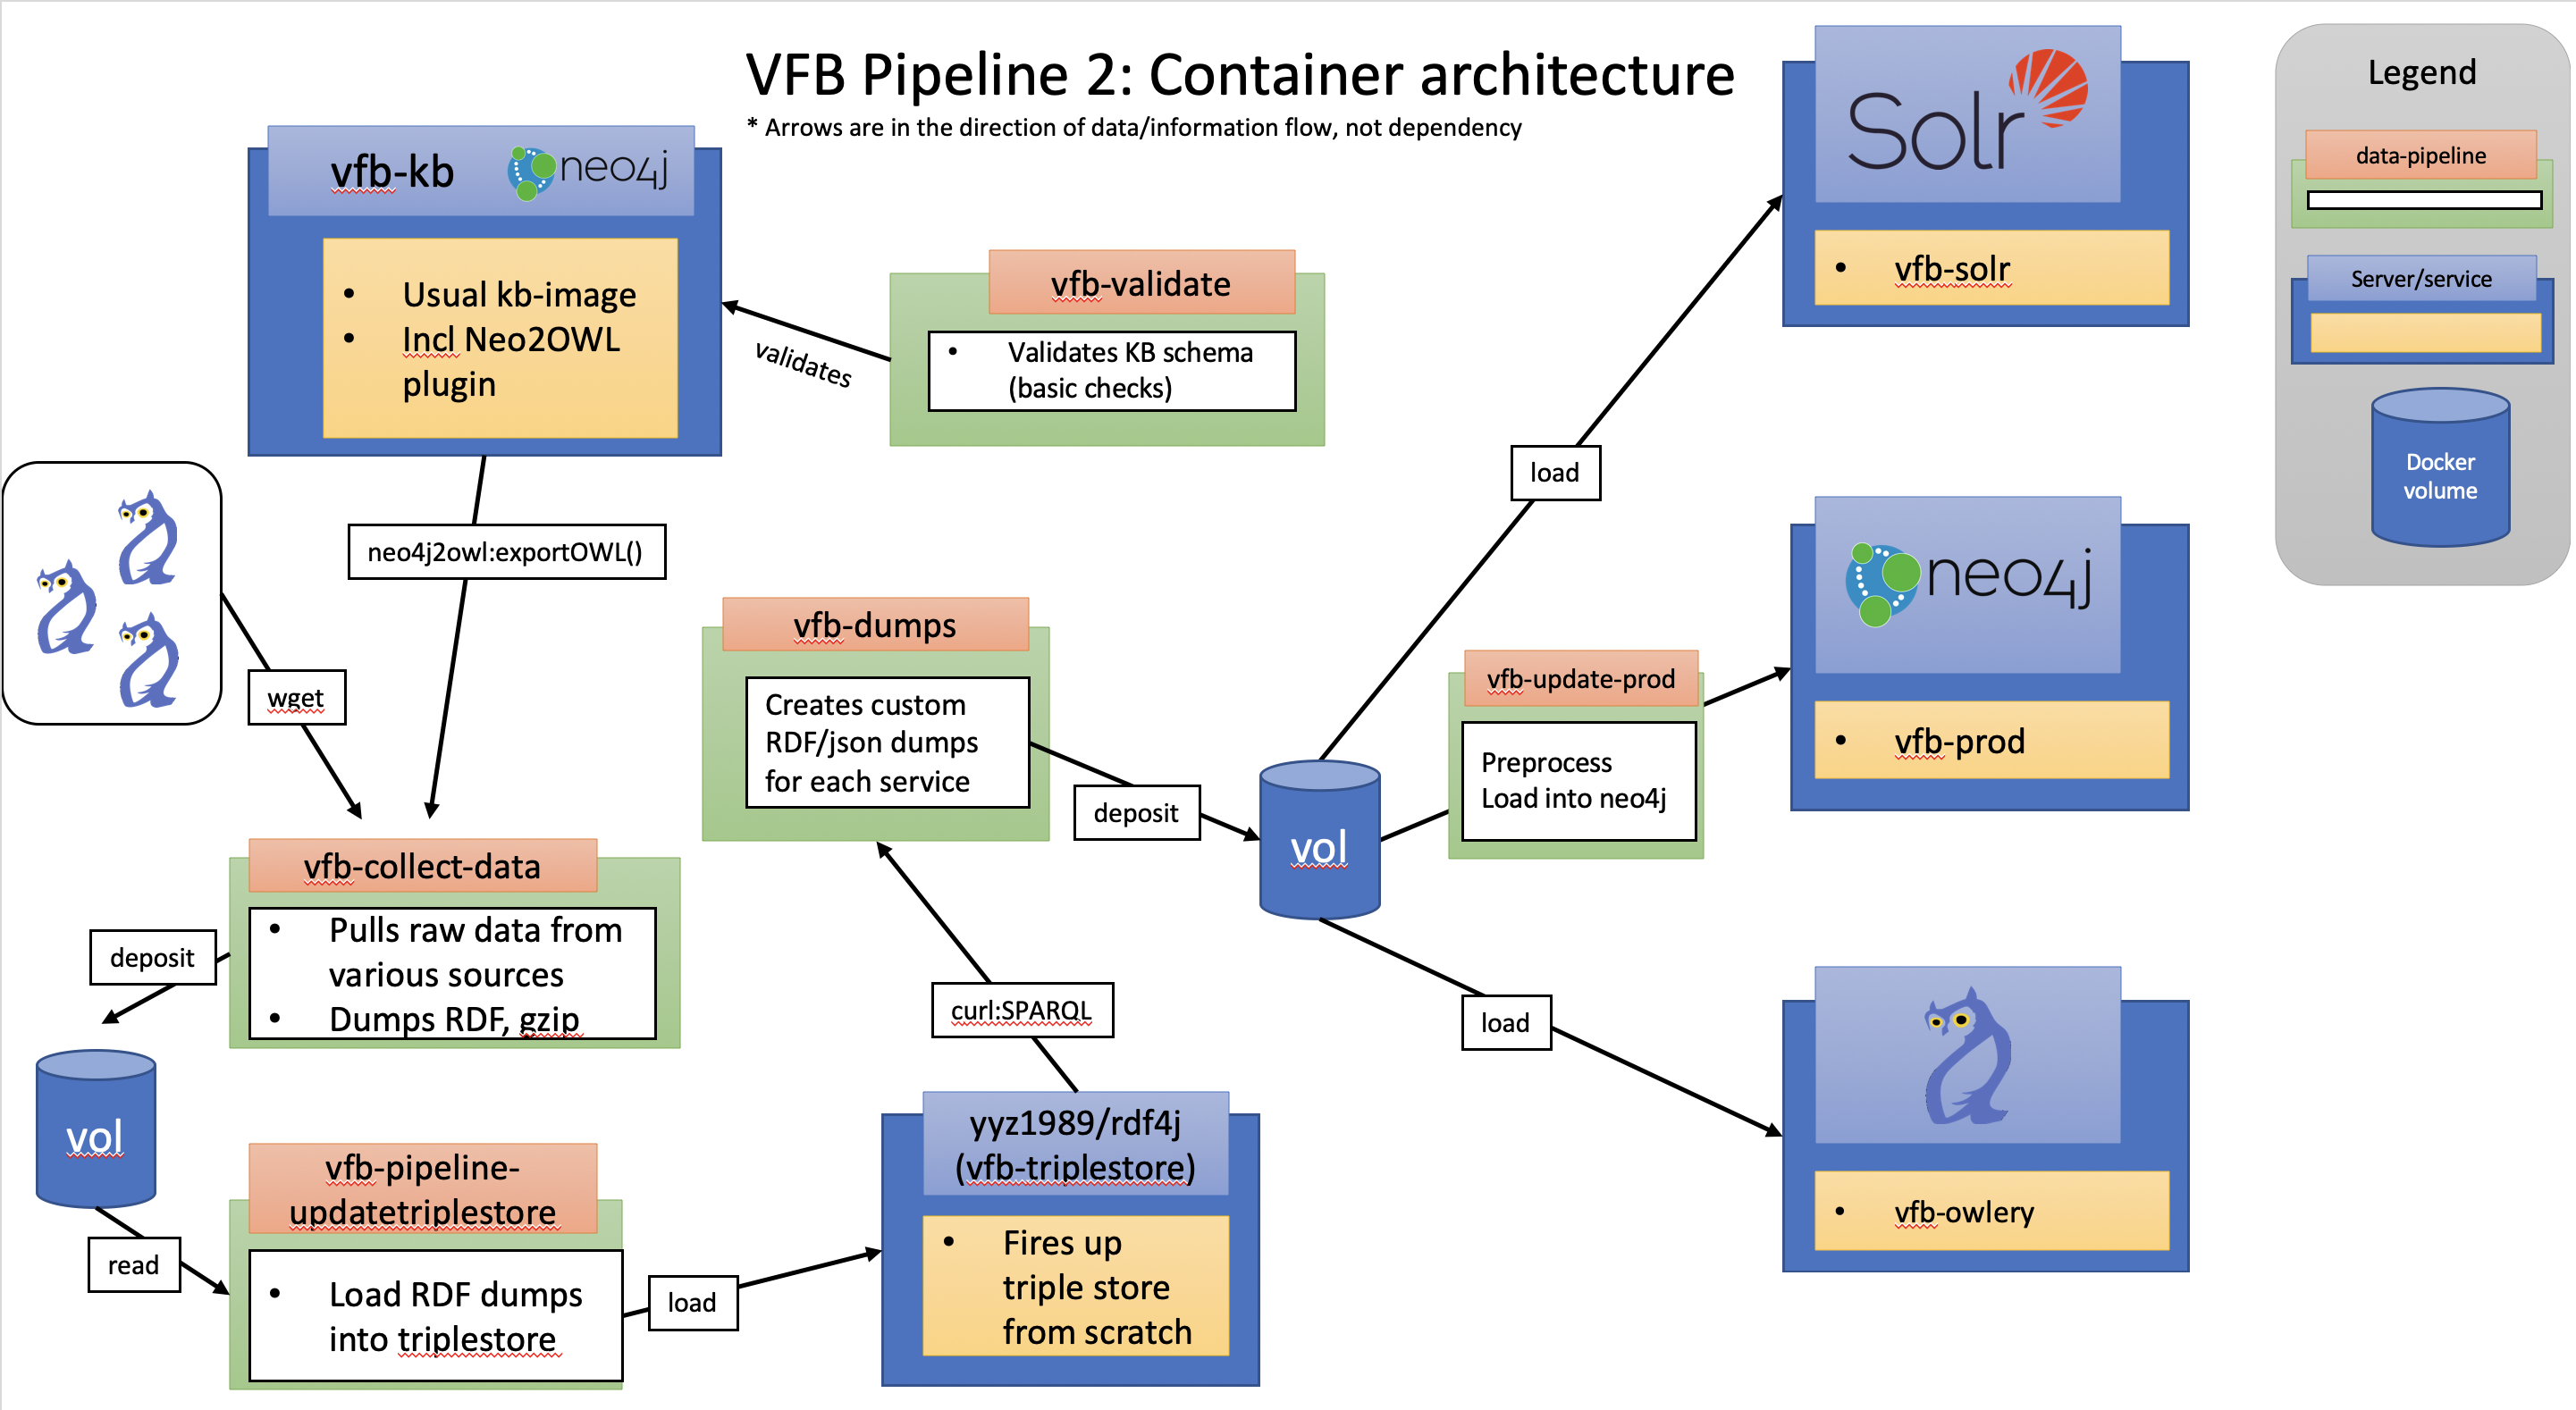 VFB Pipeline 2: Container architecture
* Arrows are in the direction of data/information flow, not dependency
vfb-kb
neo4j
• Usual kb-image
• Incl Neo2OWL
plugin
validates
vfb-validate
• Validates KB schema
(basic checks)
neo4j2owl:exportOWL()
wget
vfb-collect-data
• Pulls raw data from
various sources
• Dumps RDF, gzip
deposit
vol
read
vfb-pipeline-
updatetriplestore
• Load RDF dumps
into triplestore
load
yyz1989/rdf4j
(vfb-triplestore)
• Fires up
triple store
from scratch
curl:SPARQL
vfb-dumps
Creates custom
RDF/json dumps
for each service
deposit
vol
load
Solr
• vfb-solr
vfb-update-prod
Preprocess
Load into neo4j
neo4j
• vfb-prod
load
• vfb-owlery
Legend
data-pipeline
Server/service
Docker
volume